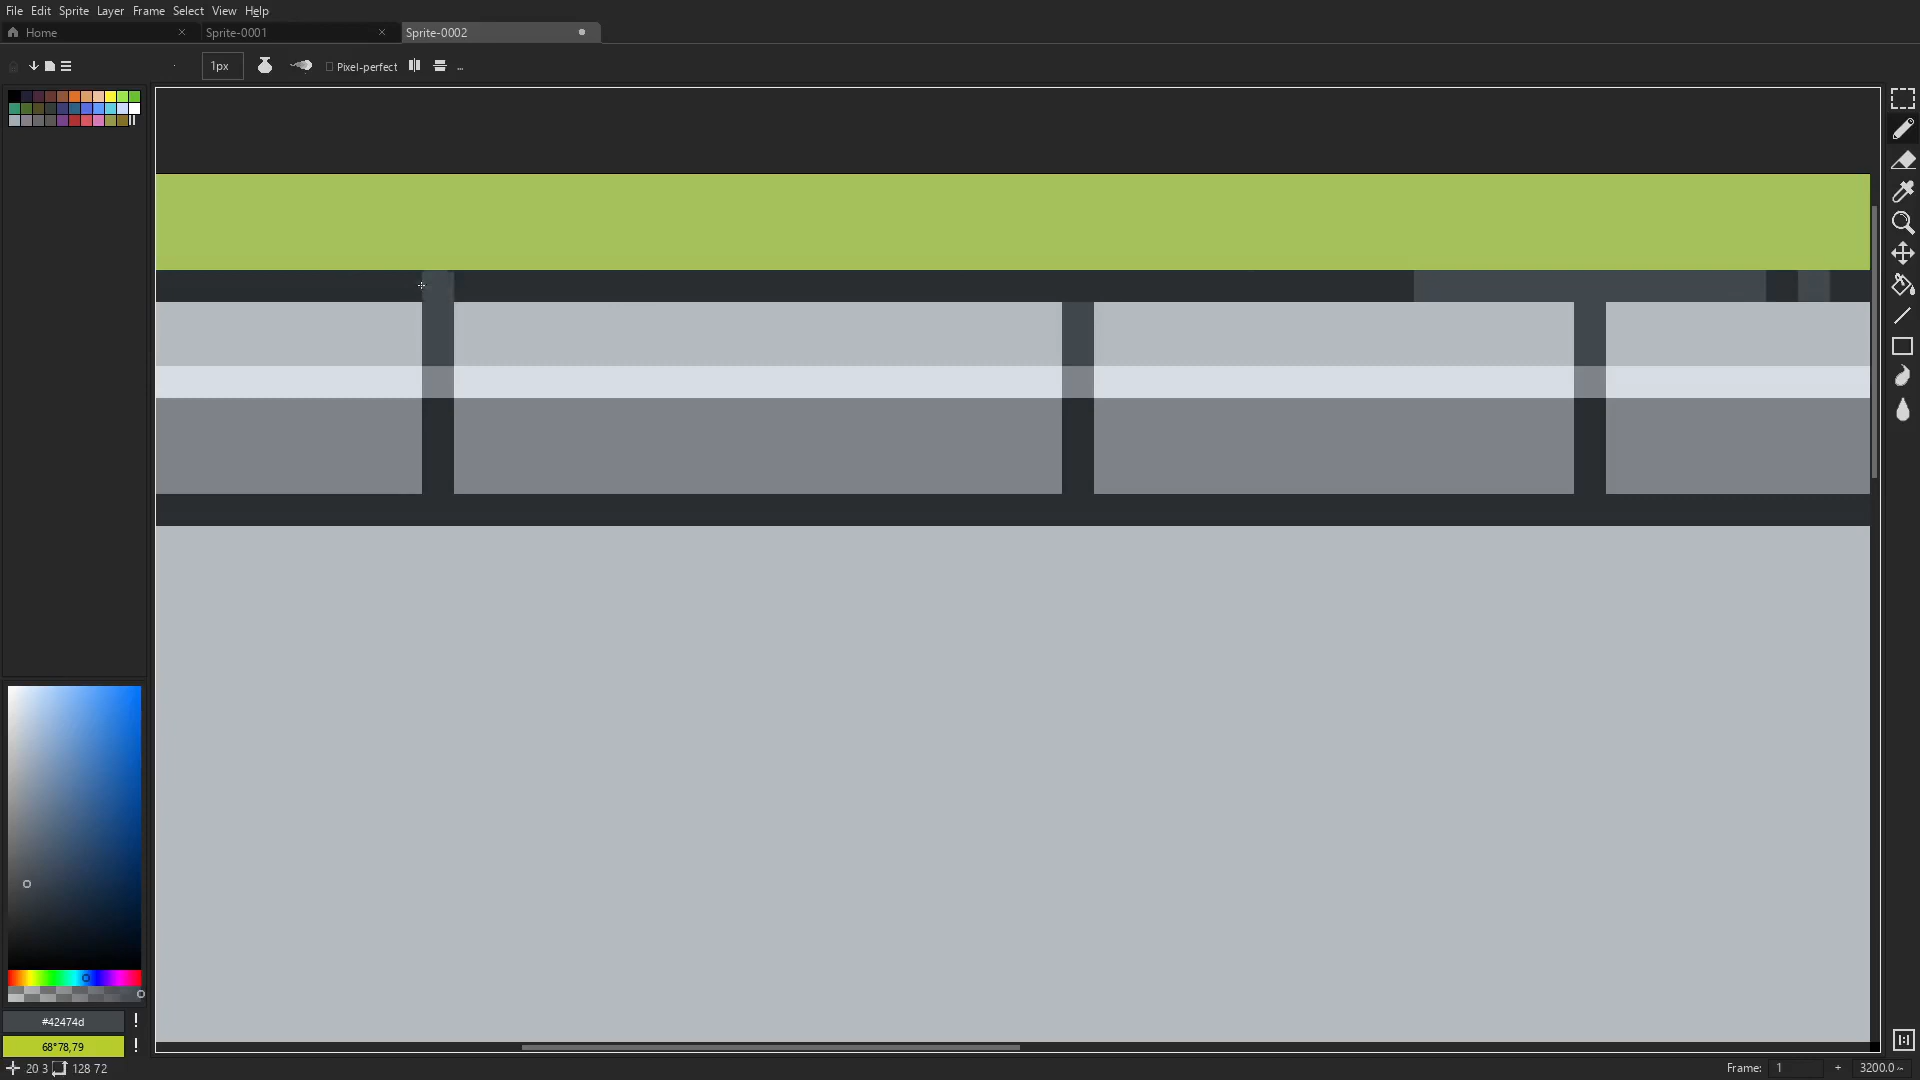 File Edit Sprite Layer Frame Select View Help
Home Sprite-0001 Sprite-0002
1px Pixel-perfect ...
#42474d
68°78,79
20 3 128 72
Frame: 1 + 3200.0